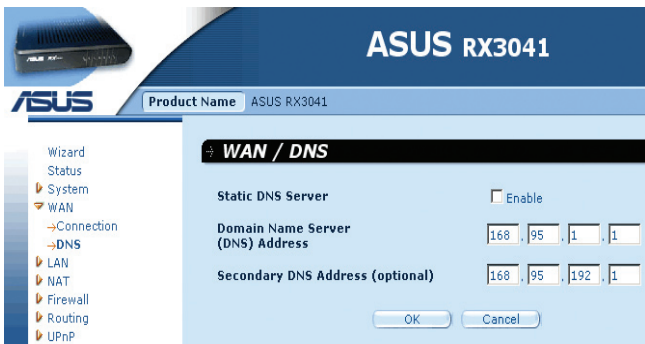 ASUS RX3041
ASUS
Product Name ASUS RX3041
WAN / DNS
Wizard
Status
System
WAN
Connection
DNS
LAN
NAT
Firewall
Routing
UPnP
Static DNS Server Enable
Domain Name Server
(DNS) Address 168 . 95 . 1 . 1
Secondary DNS Address (optional) 168 . 95 . 192 . 1
OK Cancel